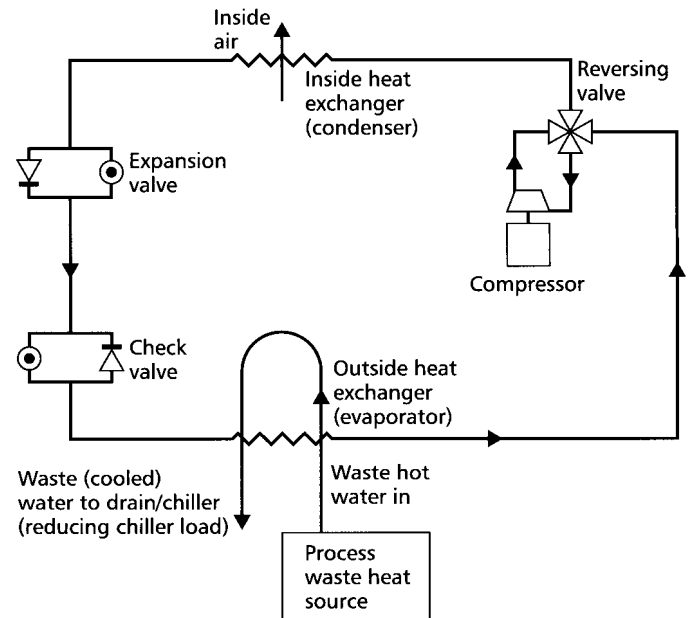 Inside
air
Inside heat
exchanger
(condenser)
Reversing
valve
Expansion
valve
Compressor
Check
valve
Outside heat
exchanger
(evaporator)
Waste (cooled)
water to drain/chiller
(reducing chiller load)
Waste hot
water in
Process
waste heat
source